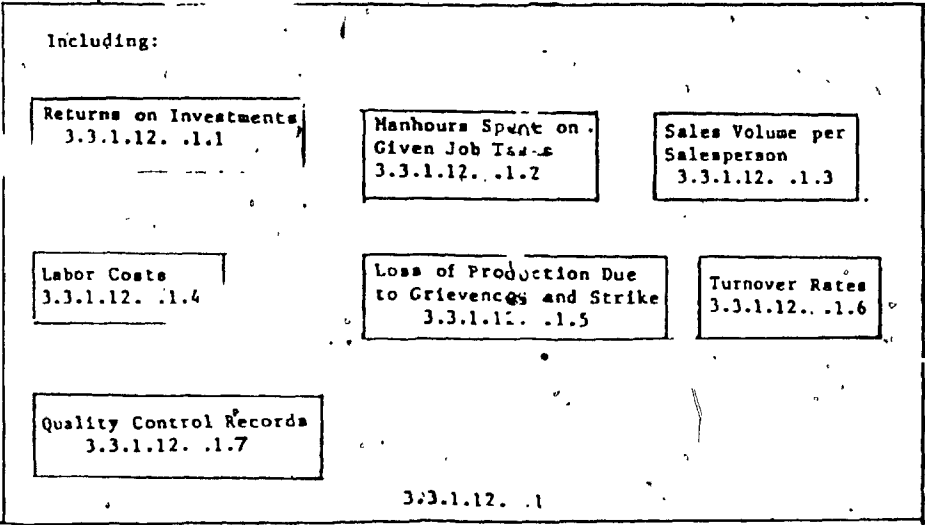 Including:
Returns on Investments
3.3.1.12. .1.1
Manhours Spent on
Given Job
3.3.1.12. .1.2
Sales Volume per
Salesperson
3.3.1.12. .1.3
Labor Costs
3.3.1.12. .1.4
Loss of Production Due
to Grievences and Strike
3.3.1.12. .1.5
Turnover Rates
3.3.1.12. .1.6
Quality Control Records
3.3.1.12. .1.7
3.3.1.12. .1